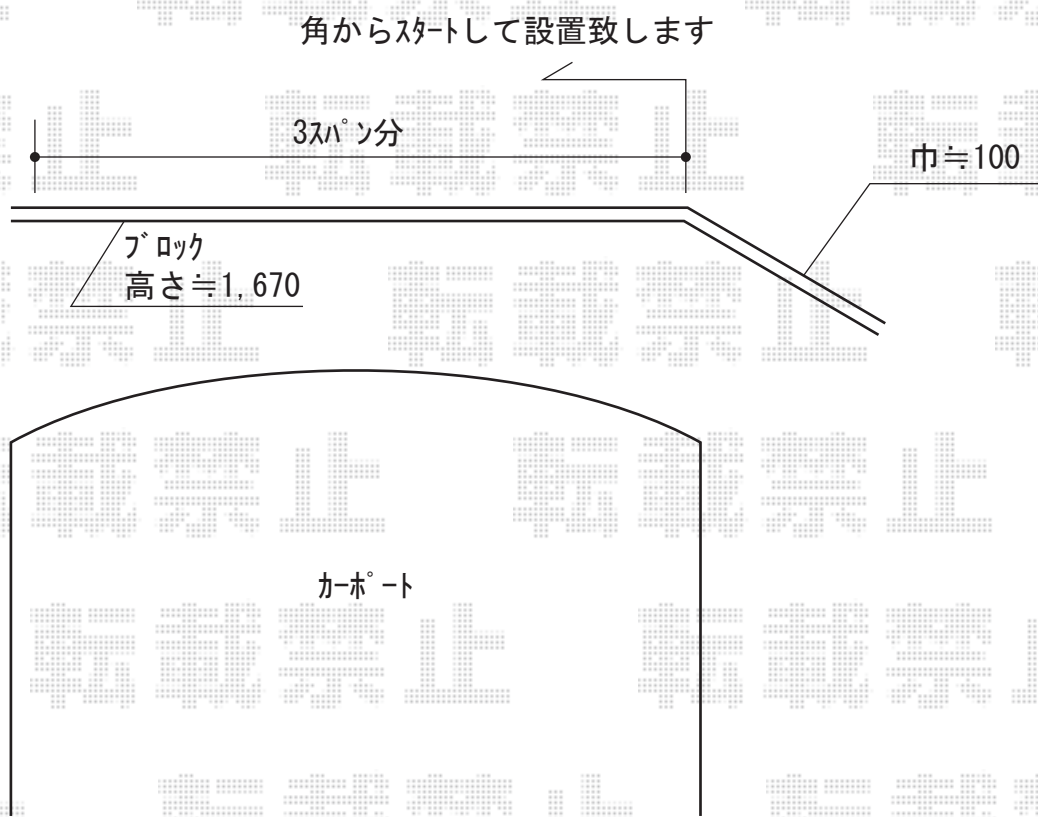 角からｽﾀｰﾄして設置致します
3ｽﾊﾟﾝ分
巾≒100
ﾌﾞﾛｯｸ
高さ≒1,670
ｶｰﾎﾟｰﾄ
転載禁止